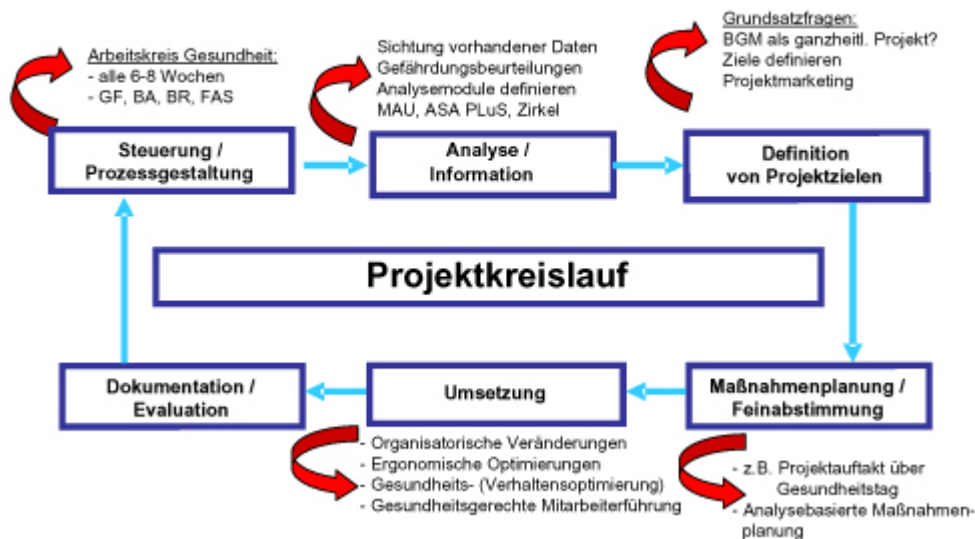 Arbeitskreis Gesundheit:
- alle 6-8 Wochen
- GF, BA, BR, FAS
Sichtung vorhandener Daten
Gefährdungsbeurteilungen
Analysemodule definieren
MAU, ASA PLuS, Zirkel
Grundsatzfragen:
BGM als ganzheitl. Projekt?
Ziele definieren
Projektmarketing
Steuerung /
Prozessgestaltung
Analyse /
Information
Definition
von Projektzielen
Projektkreislauf
Dokumentation /
Evaluation
Umsetzung
Maßnahmenplanung /
Feinabstimmung
- Organisatorische Veränderungen
- Ergonomische Optimierungen
- Gesundheits- (Verhaltensoptimierung)
- Gesundheitsgerechte Mitarbeiterführung
- z.B. Projektauftakt über
Gesundheitstag
- Analysebasierte Maßnahmen-
planung